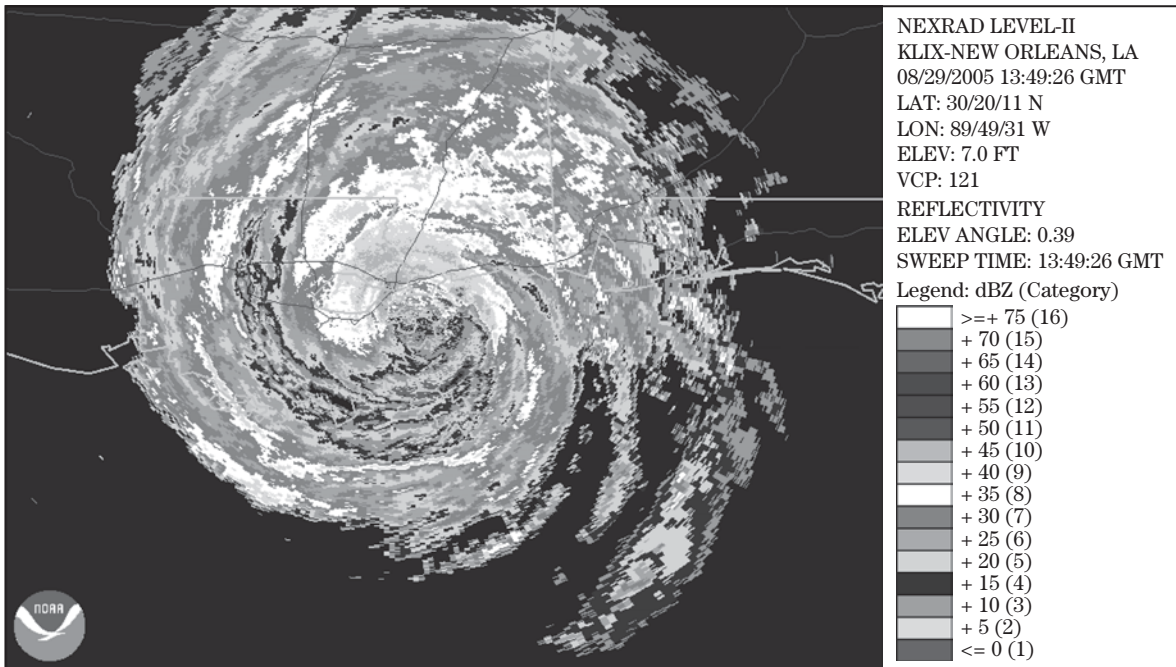 NEXRAD LEVEL-II
KLIX-NEW ORLEANS, LA
08/29/2005 13:49:26 GMT
LAT: 30/20/11 N
LON: 89/49/31 W
ELEV: 7.0 FT
VCP: 121
REFLECTIVITY
ELEV ANGLE: 0.39
SWEEP TIME: 13:49:26 GMT
Legend: dBZ (Category)
>=+ 75 (16)
+ 70 (15)
+ 65 (14)
+ 60 (13)
+ 55 (12)
+ 50 (11)
+ 45 (10)
+ 40 (9)
+ 35 (8)
+ 30 (7)
+ 25 (6)
+ 20 (5)
+ 15 (4)
+ 10 (3)
+ 5 (2)
<= 0 (1)
NOAA